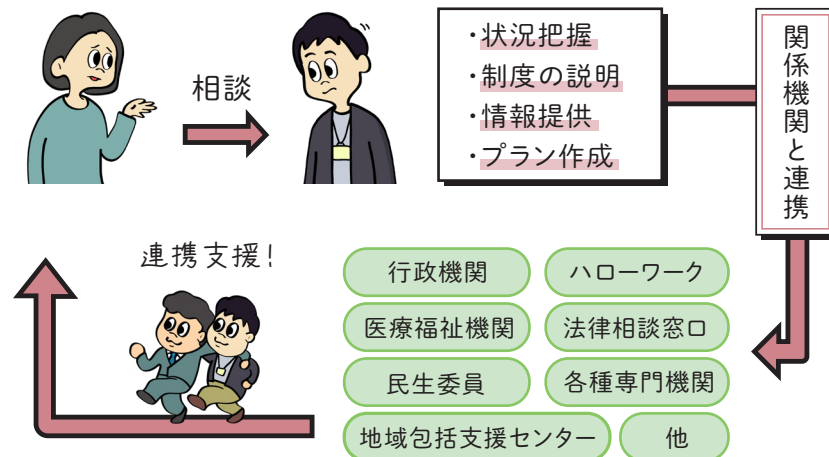 相談
・状況把握
・制度の説明
・情報提供
・プラン作成
関係機関と連携
連携支援!
行政機関
ハローワーク
医療福祉機関
法律相談窓口
民生委員
各種専門機関
地域包括支援センター
他